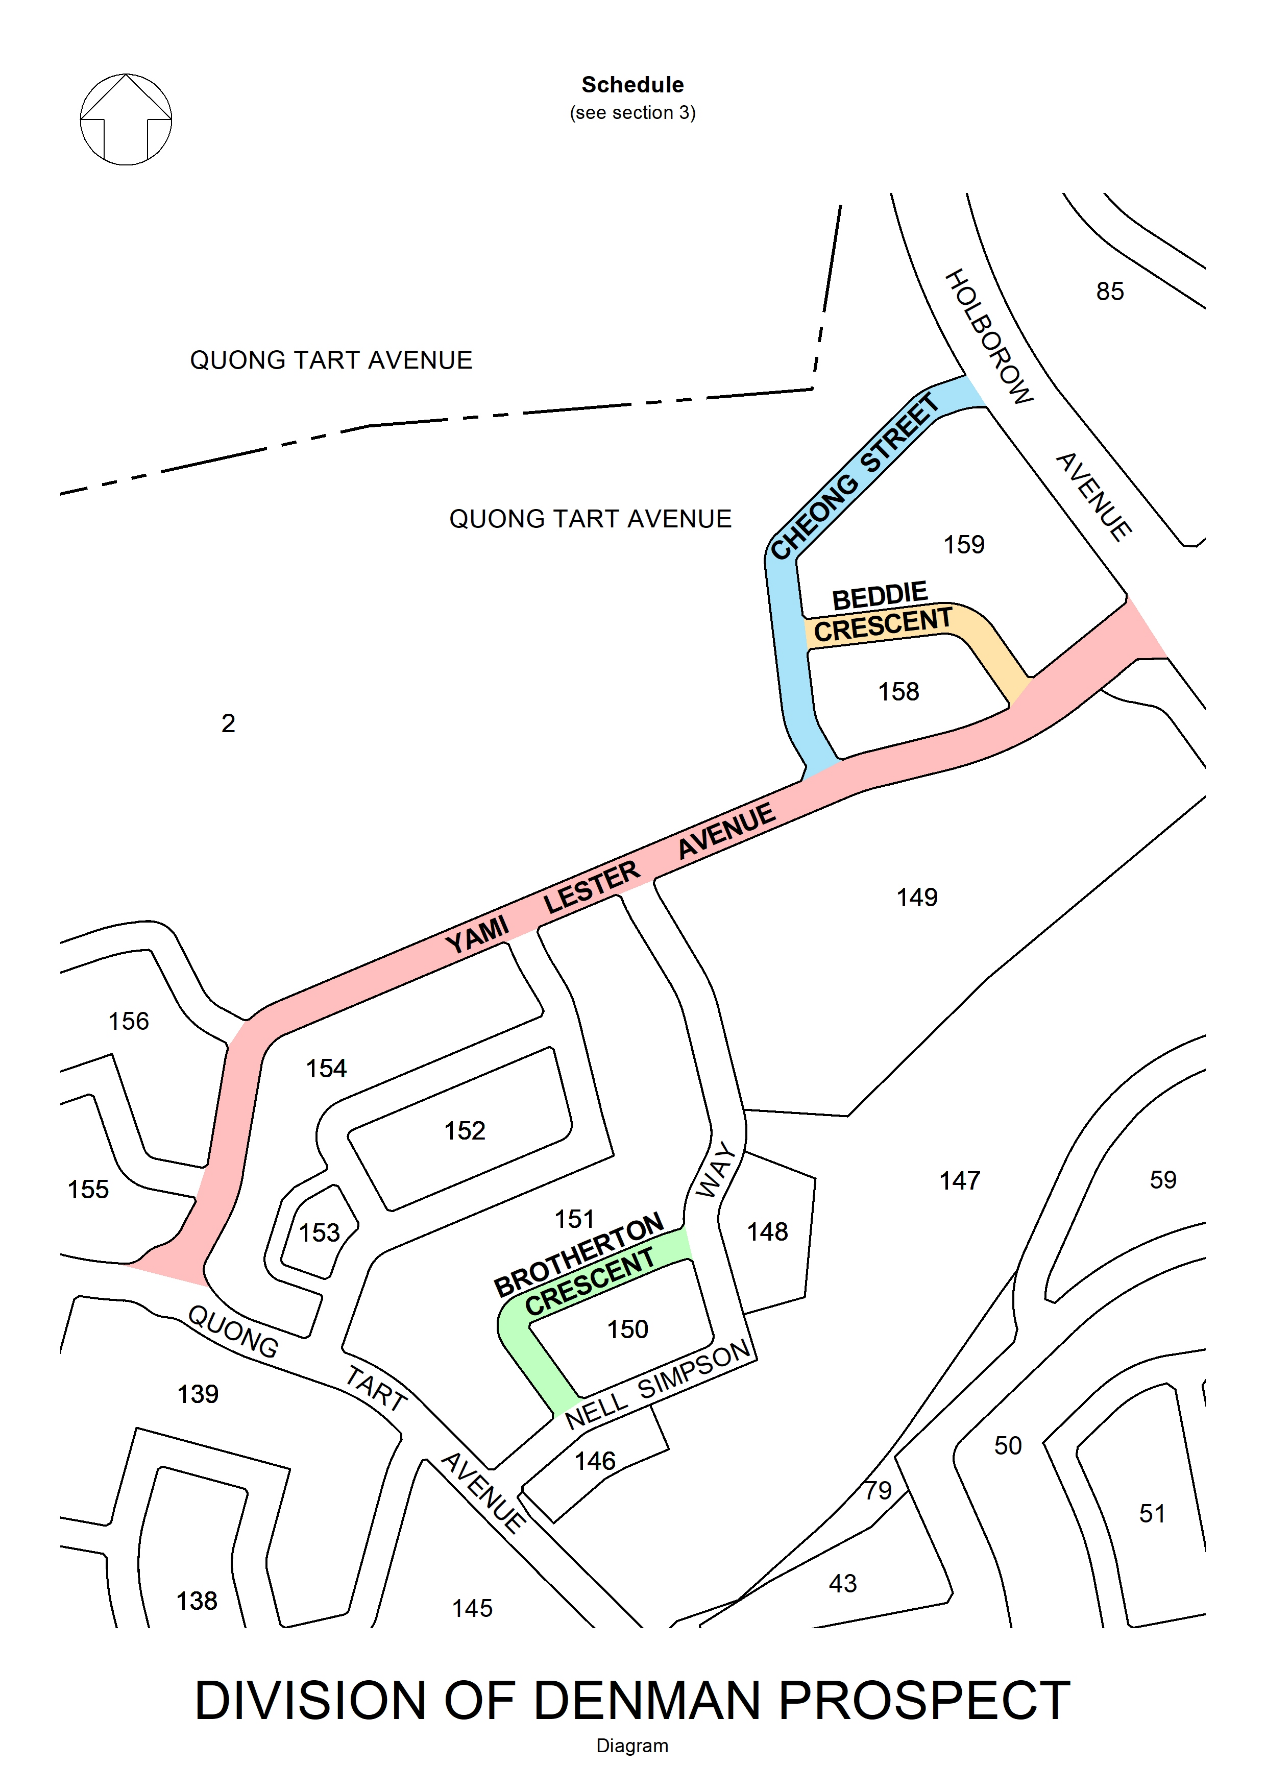 Schedule
(see section 3)
HOLBOROW
AVENUE
85
QUONG TART AVENUE
QUONG TART AVENUE
CHEONG STREET
159
BEDDIE
CRESCENT
158
2
YAMI LESTER AVENUE
149
156
154
152
155
153
151
WAY
148
147
59
BROTHERTON
CRESCENT
150
NELL SIMPSON
QUONG
TART
AVENUE
139
146
50
79
51
138
145
43
DIVISION OF DENMAN PROSPECT
Diagram